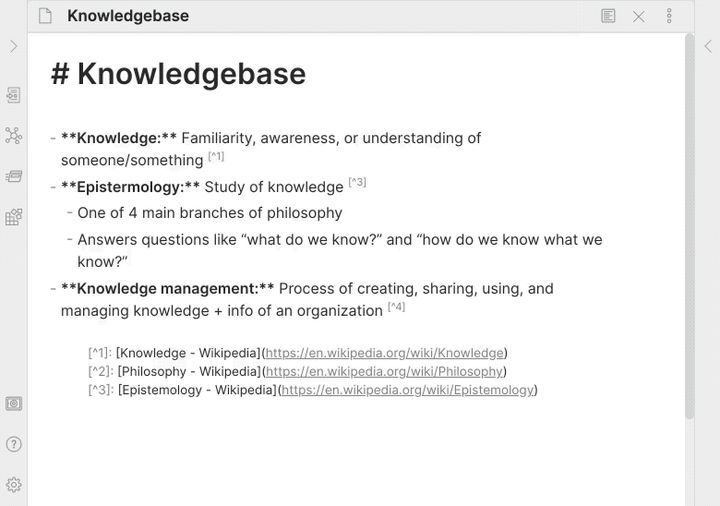 Knowledgebase
# Knowledgebase
- **Knowledge:** Familiarity, awareness, or understanding of
someone/something [^1]
- **Epistermology:** Study of knowledge [^3]
- One of 4 main branches of philosophy
- Answers questions like “what do we know?” and “how do we know what we
know?”
- **Knowledge management:** Process of creating, sharing, using, and
managing knowledge + info of an organization [^4]
[^1]: [Knowledge - Wikipedia](https://en.wikipedia.org/wiki/Knowledge)
[^2]: [Philosophy - Wikipedia](https://en.wikipedia.org/wiki/Philosophy)
[^3]: [Epistemology - Wikipedia](https://en.wikipedia.org/wiki/Epistemology)